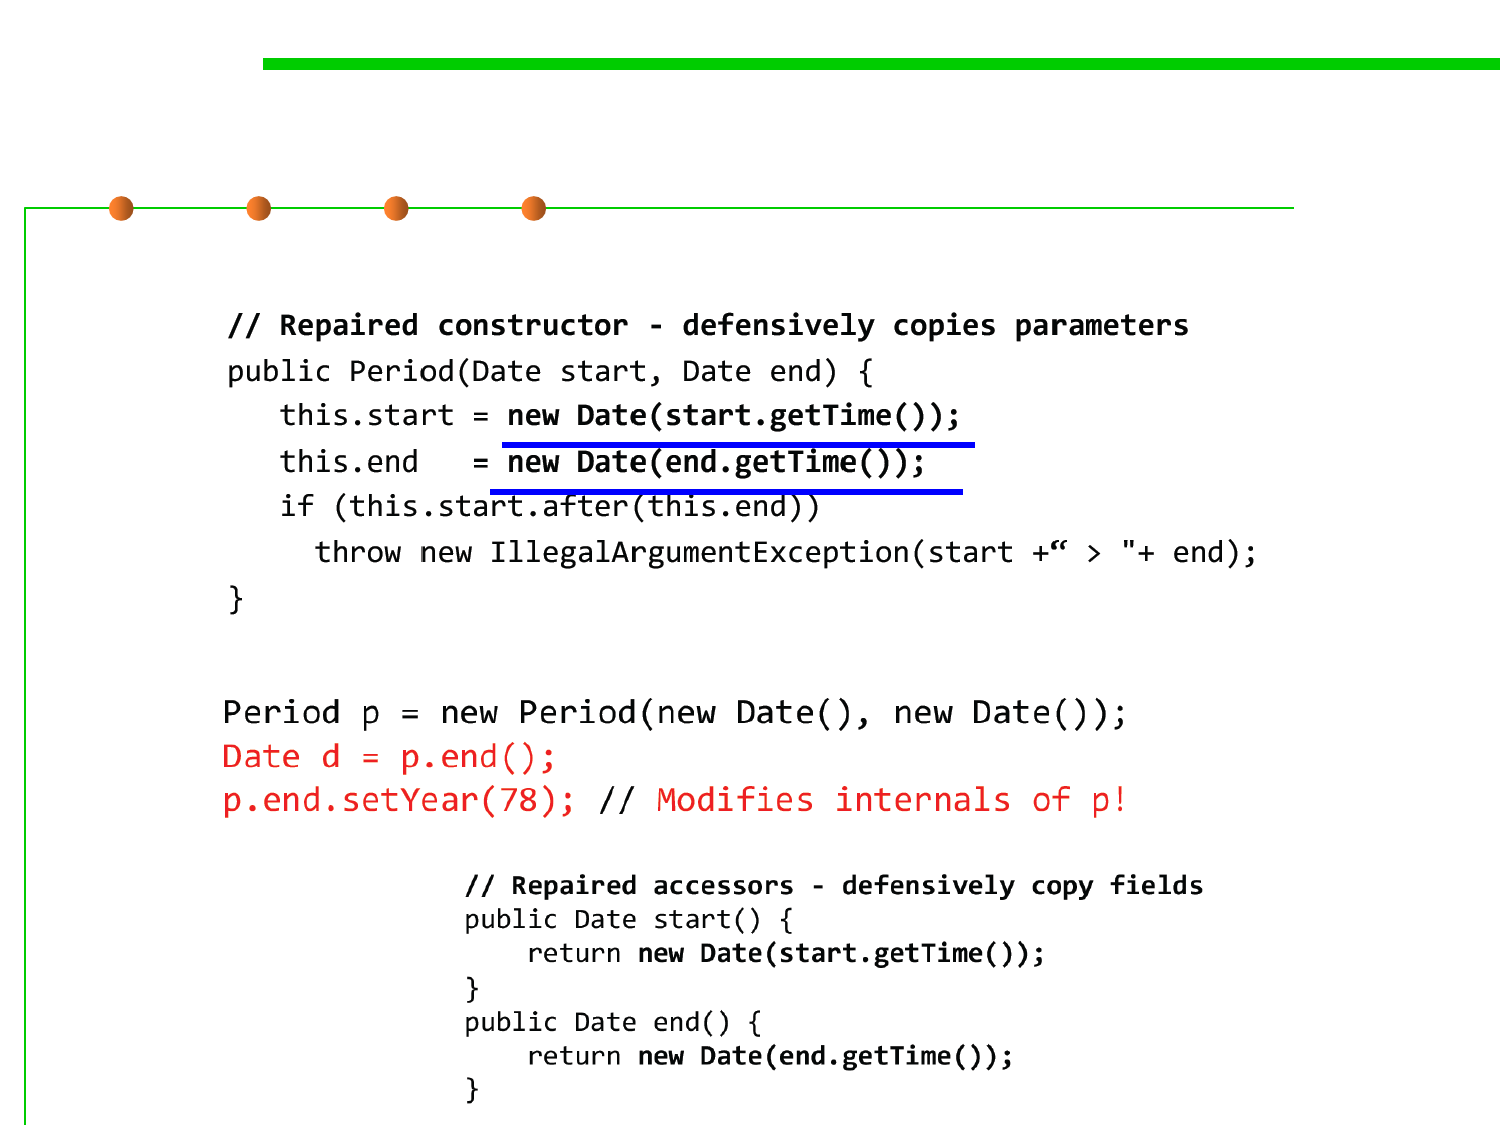 // Repaired constructor - defensively copies parameters
public Period(Date start, Date end) {
this.start = new Date(start.getTime());
this.end   = new Date(end.getTime());
if (this.start.after(this.end))
throw new IllegalArgumentException(start +“ > "+ end);
}
Period p = new Period(new Date(), new Date());
Date d = p.end();
p.end.setYear(78); // Modifies internals of p!
// Repaired accessors - defensively copy fields
public Date start() {
return new Date(start.getTime());
}
public Date end() {
return new Date(end.getTime());
}